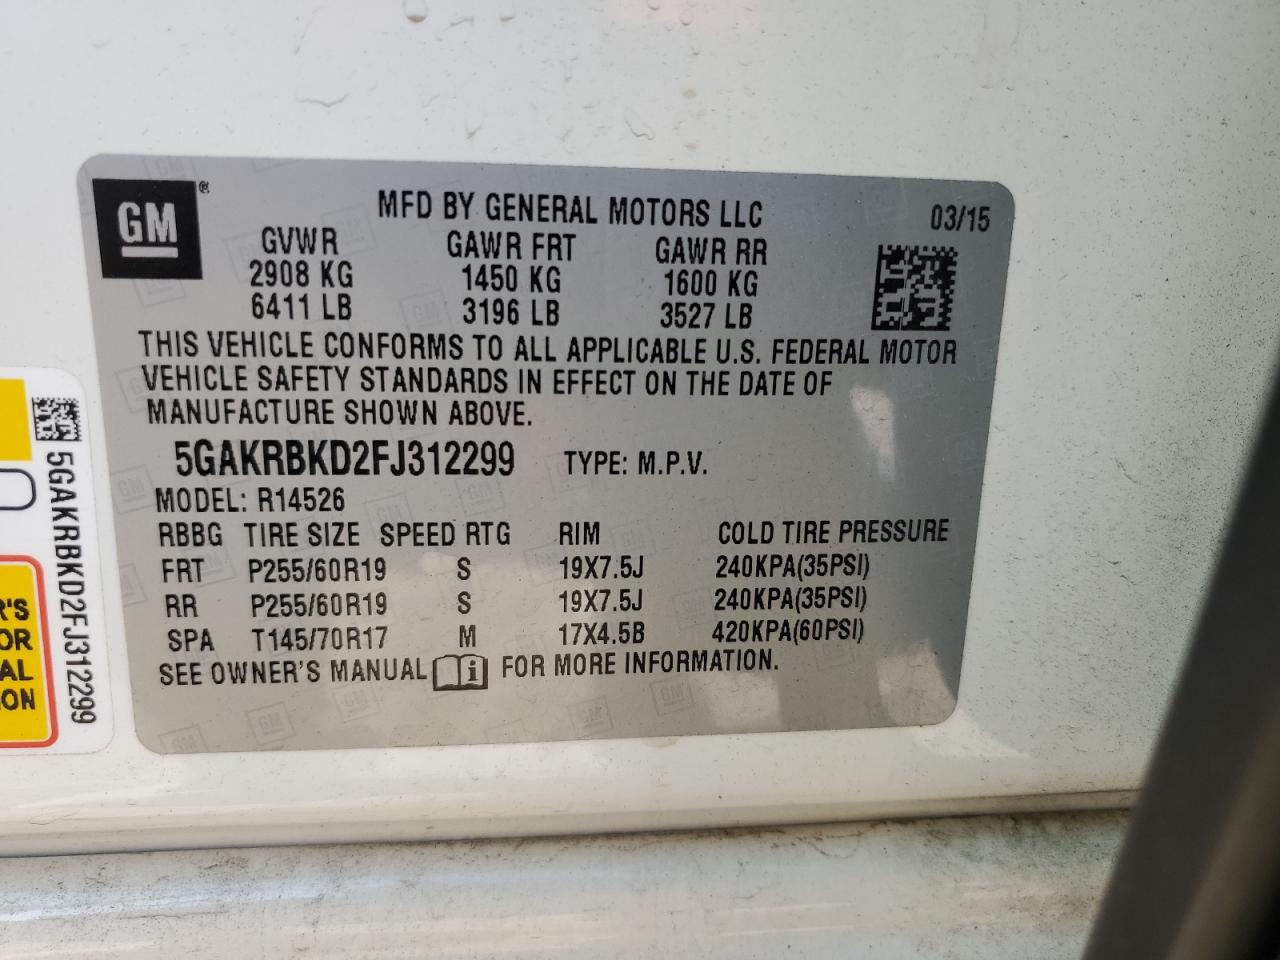 GM ®
MFD BY GENERAL MOTORS LLC 03/15
GVWR GAWR FRT GAWR RR
2908 KG 1450 KG 1600 KG
6411 LB 3196 LB 3527 LB
THIS VEHICLE CONFORMS TO ALL APPLICABLE U.S. FEDERAL MOTOR
VEHICLE SAFETY STANDARDS IN EFFECT ON THE DATE OF
MANUFACTURE SHOWN ABOVE.
5GAKRBKD2FJ312299 TYPE: M.P.V.
MODEL: R14526
RBBG TIRE SIZE SPEED RTG RIM COLD TIRE PRESSURE
FRT P255/60R19 S 19X7.5J 240KPA(35PSI)
RR P255/60R19 S 19X7.5J 240KPA(35PSI)
SPA T145/70R17 M 17X4.5B 420KPA(60PSI)
SEE OWNER'S MANUAL i FOR MORE INFORMATION.
5GAKRBKD2FJ312299
R'S
OR
AL
ON